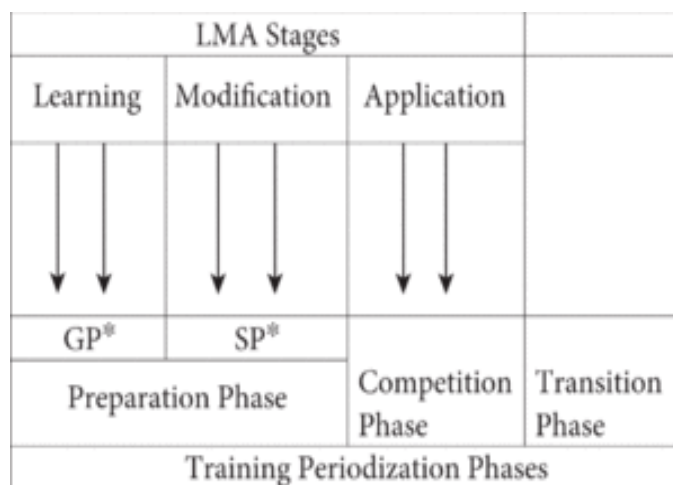 LMA Stages
Learning Modification Application
GP* SP*
Preparation Phase
Competition Phase
Transition Phase
Training Periodization Phases